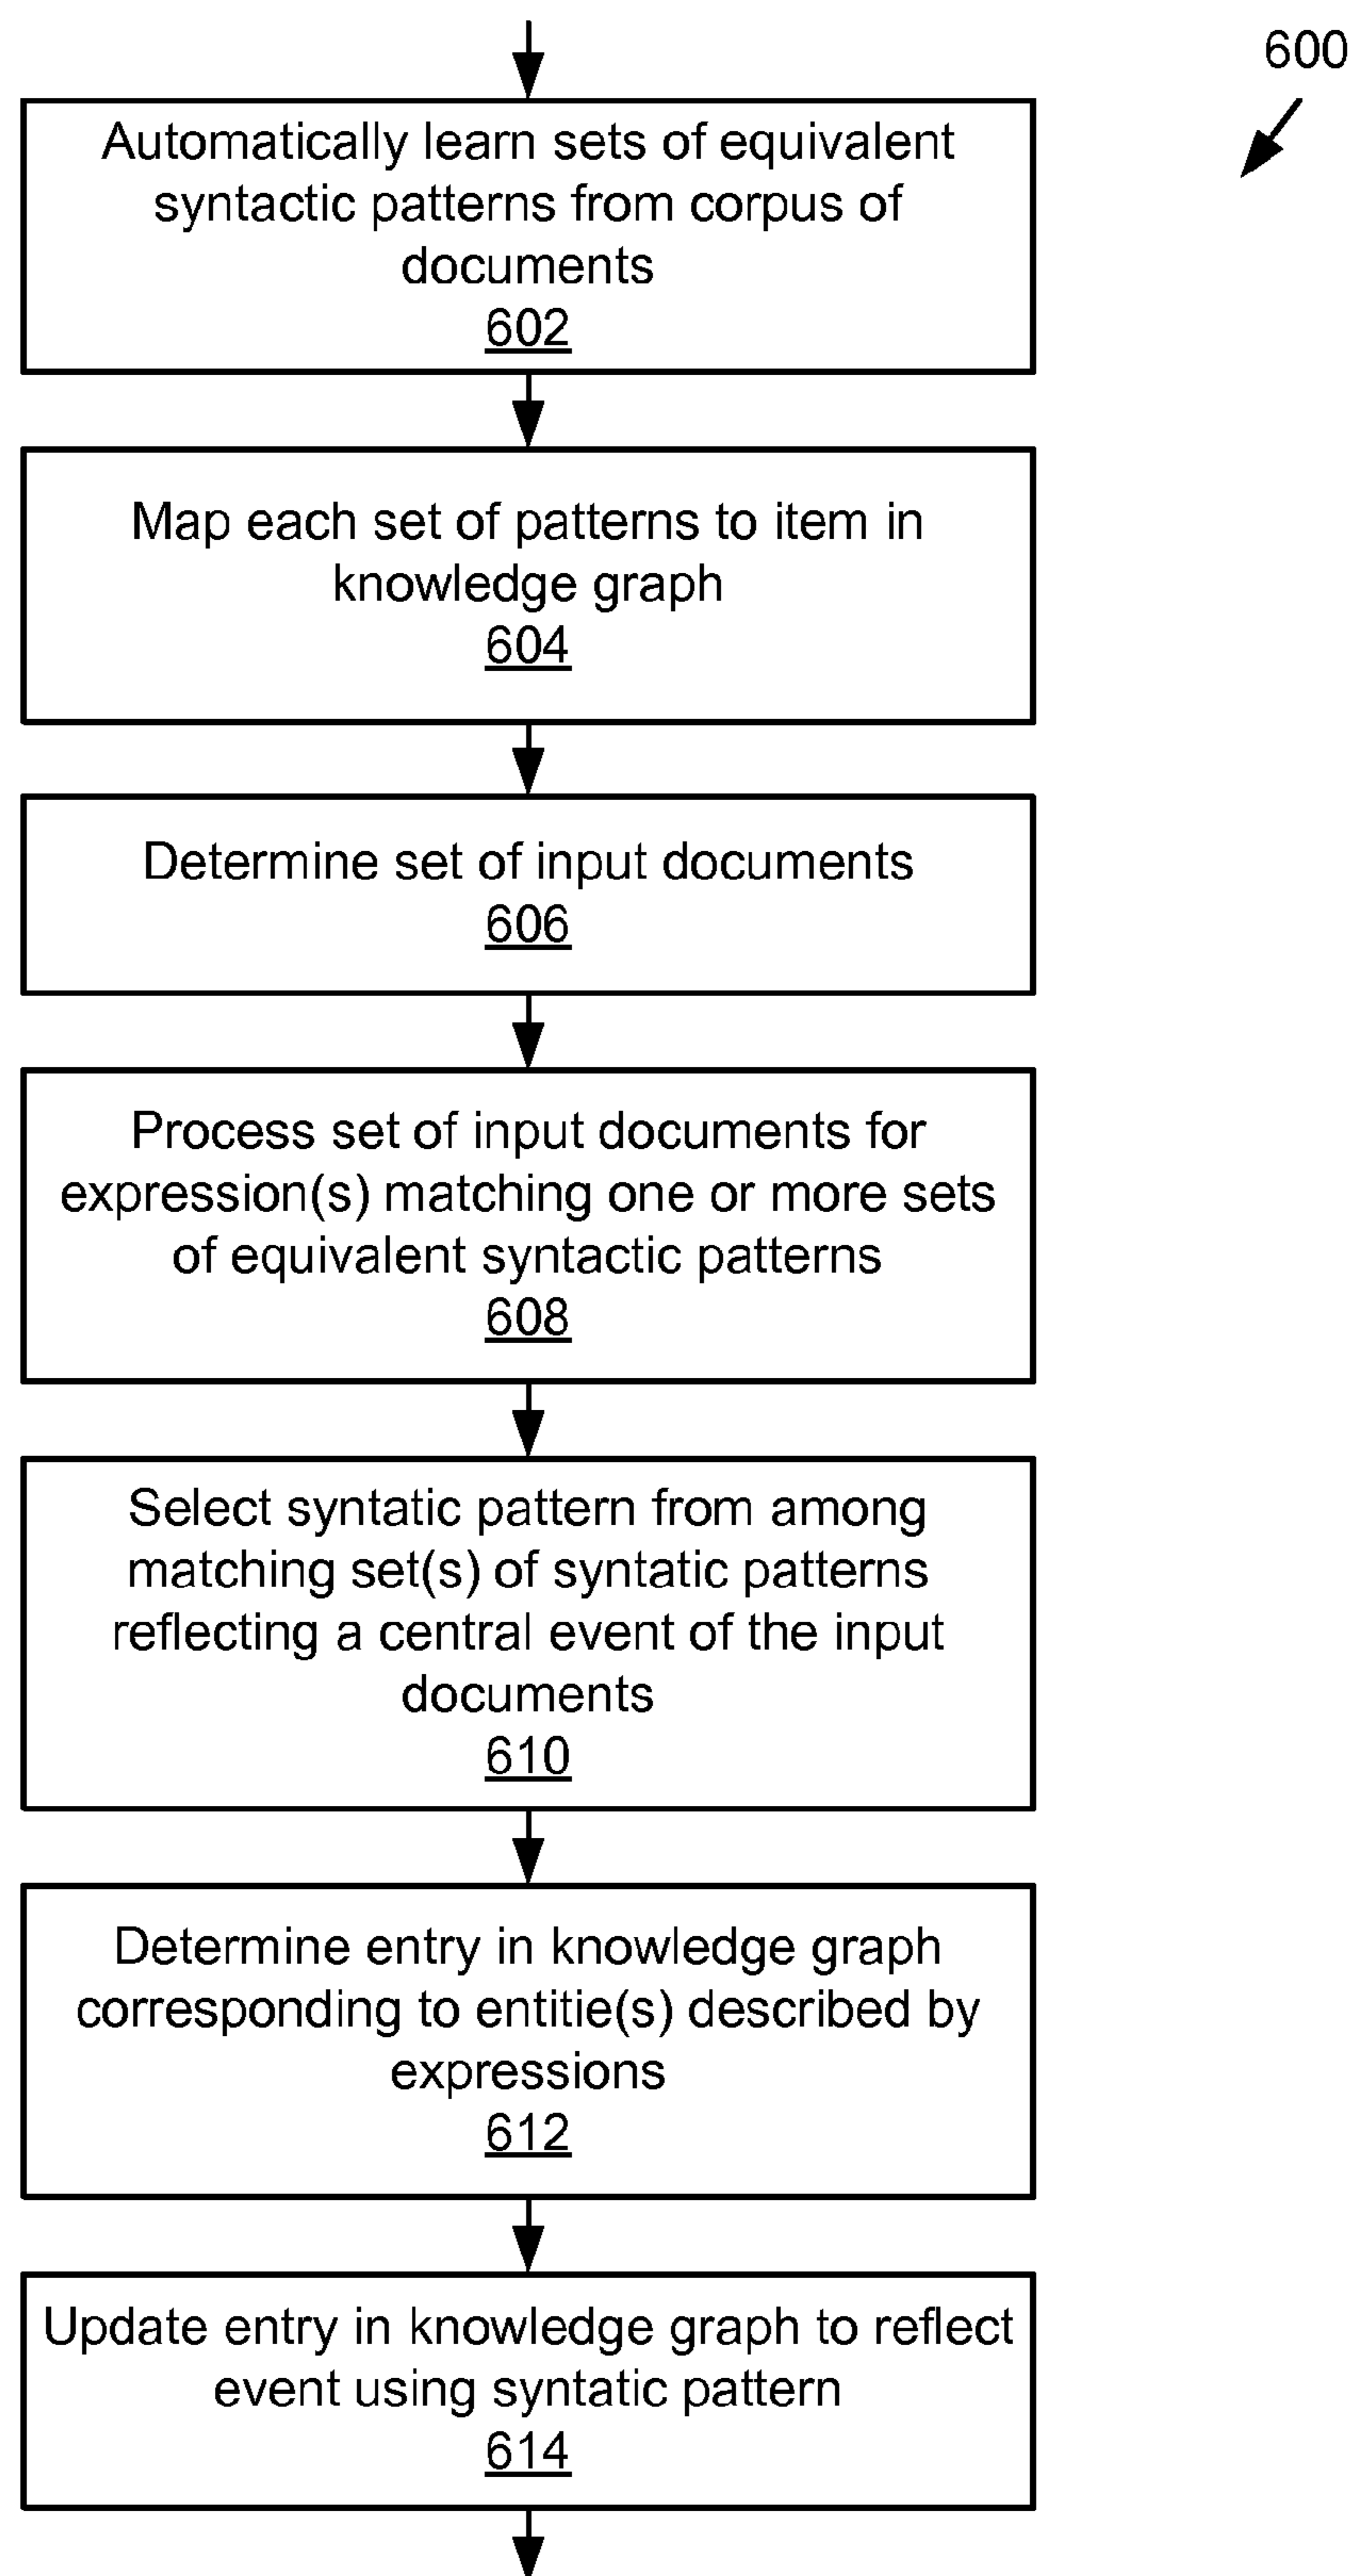 600
Automatically learn sets of equivalent
syntactic patterns from corpus of
documents
602
Map each set of patterns to item in
knowledge graph
604
Determine set of input documents
606
Process set of input documents for
expression(s) matching one or more sets
of equivalent syntactic patterns
608
Select syntatic pattern from among
matching set(s) of syntatic patterns
reflecting a central event of the input
documents
610
Determine entry in knowledge graph
corresponding to entitie(s) described by
expressions
612
Update entry in knowledge graph to reflect
event using syntatic pattern
614